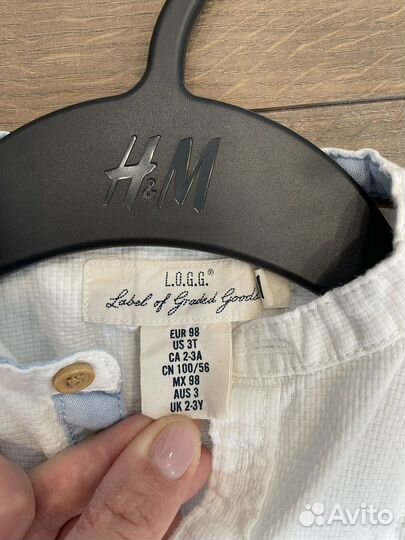 H&M
L.O.G.G.®
Label of Graded Goods
EUR 98
US 3T
CA 2-3A
CN 100/56
MX 98
AUS 3
UK 2-3Y
Avito